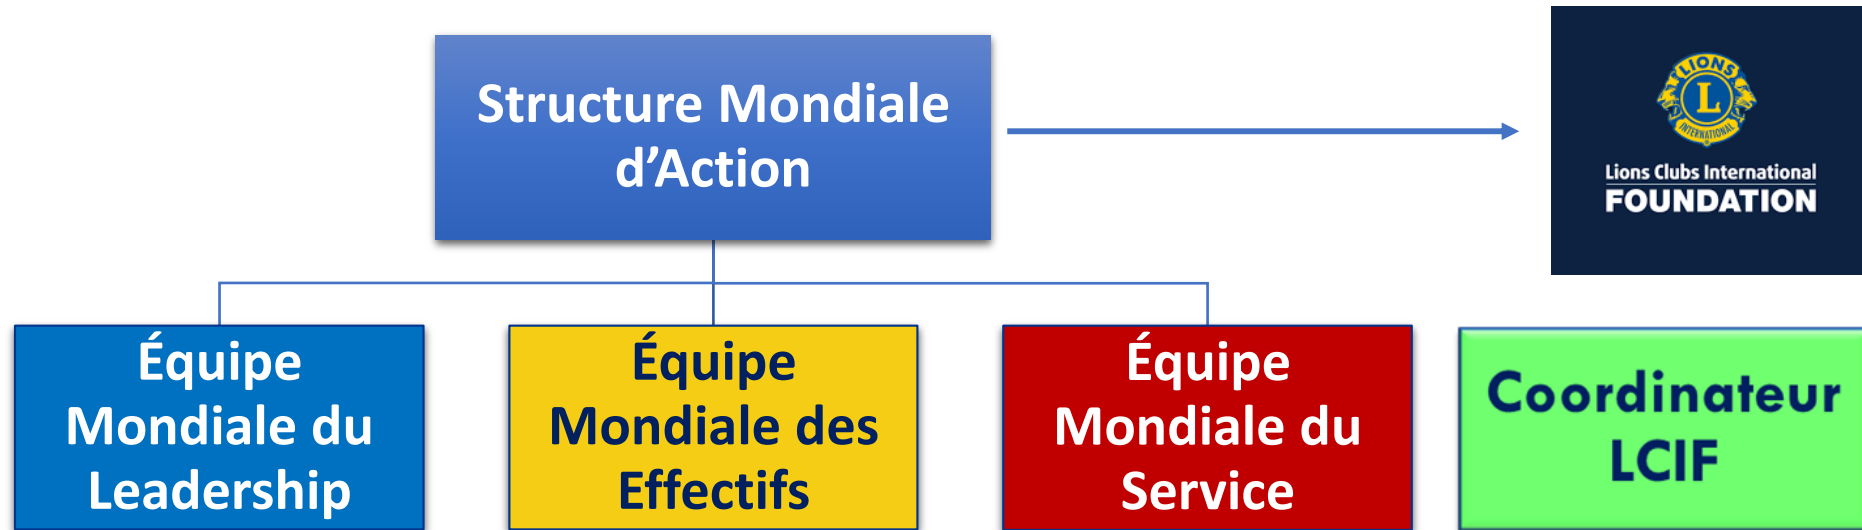 Structure Mondiale
d’Action
LIONS
L
INTERNATIONAL
Lions Clubs International
FOUNDATION
Équipe
Mondiale du
Leadership
Équipe
Mondiale des
Effectifs
Équipe
Mondiale du
Service
Coordinateur
LCIF